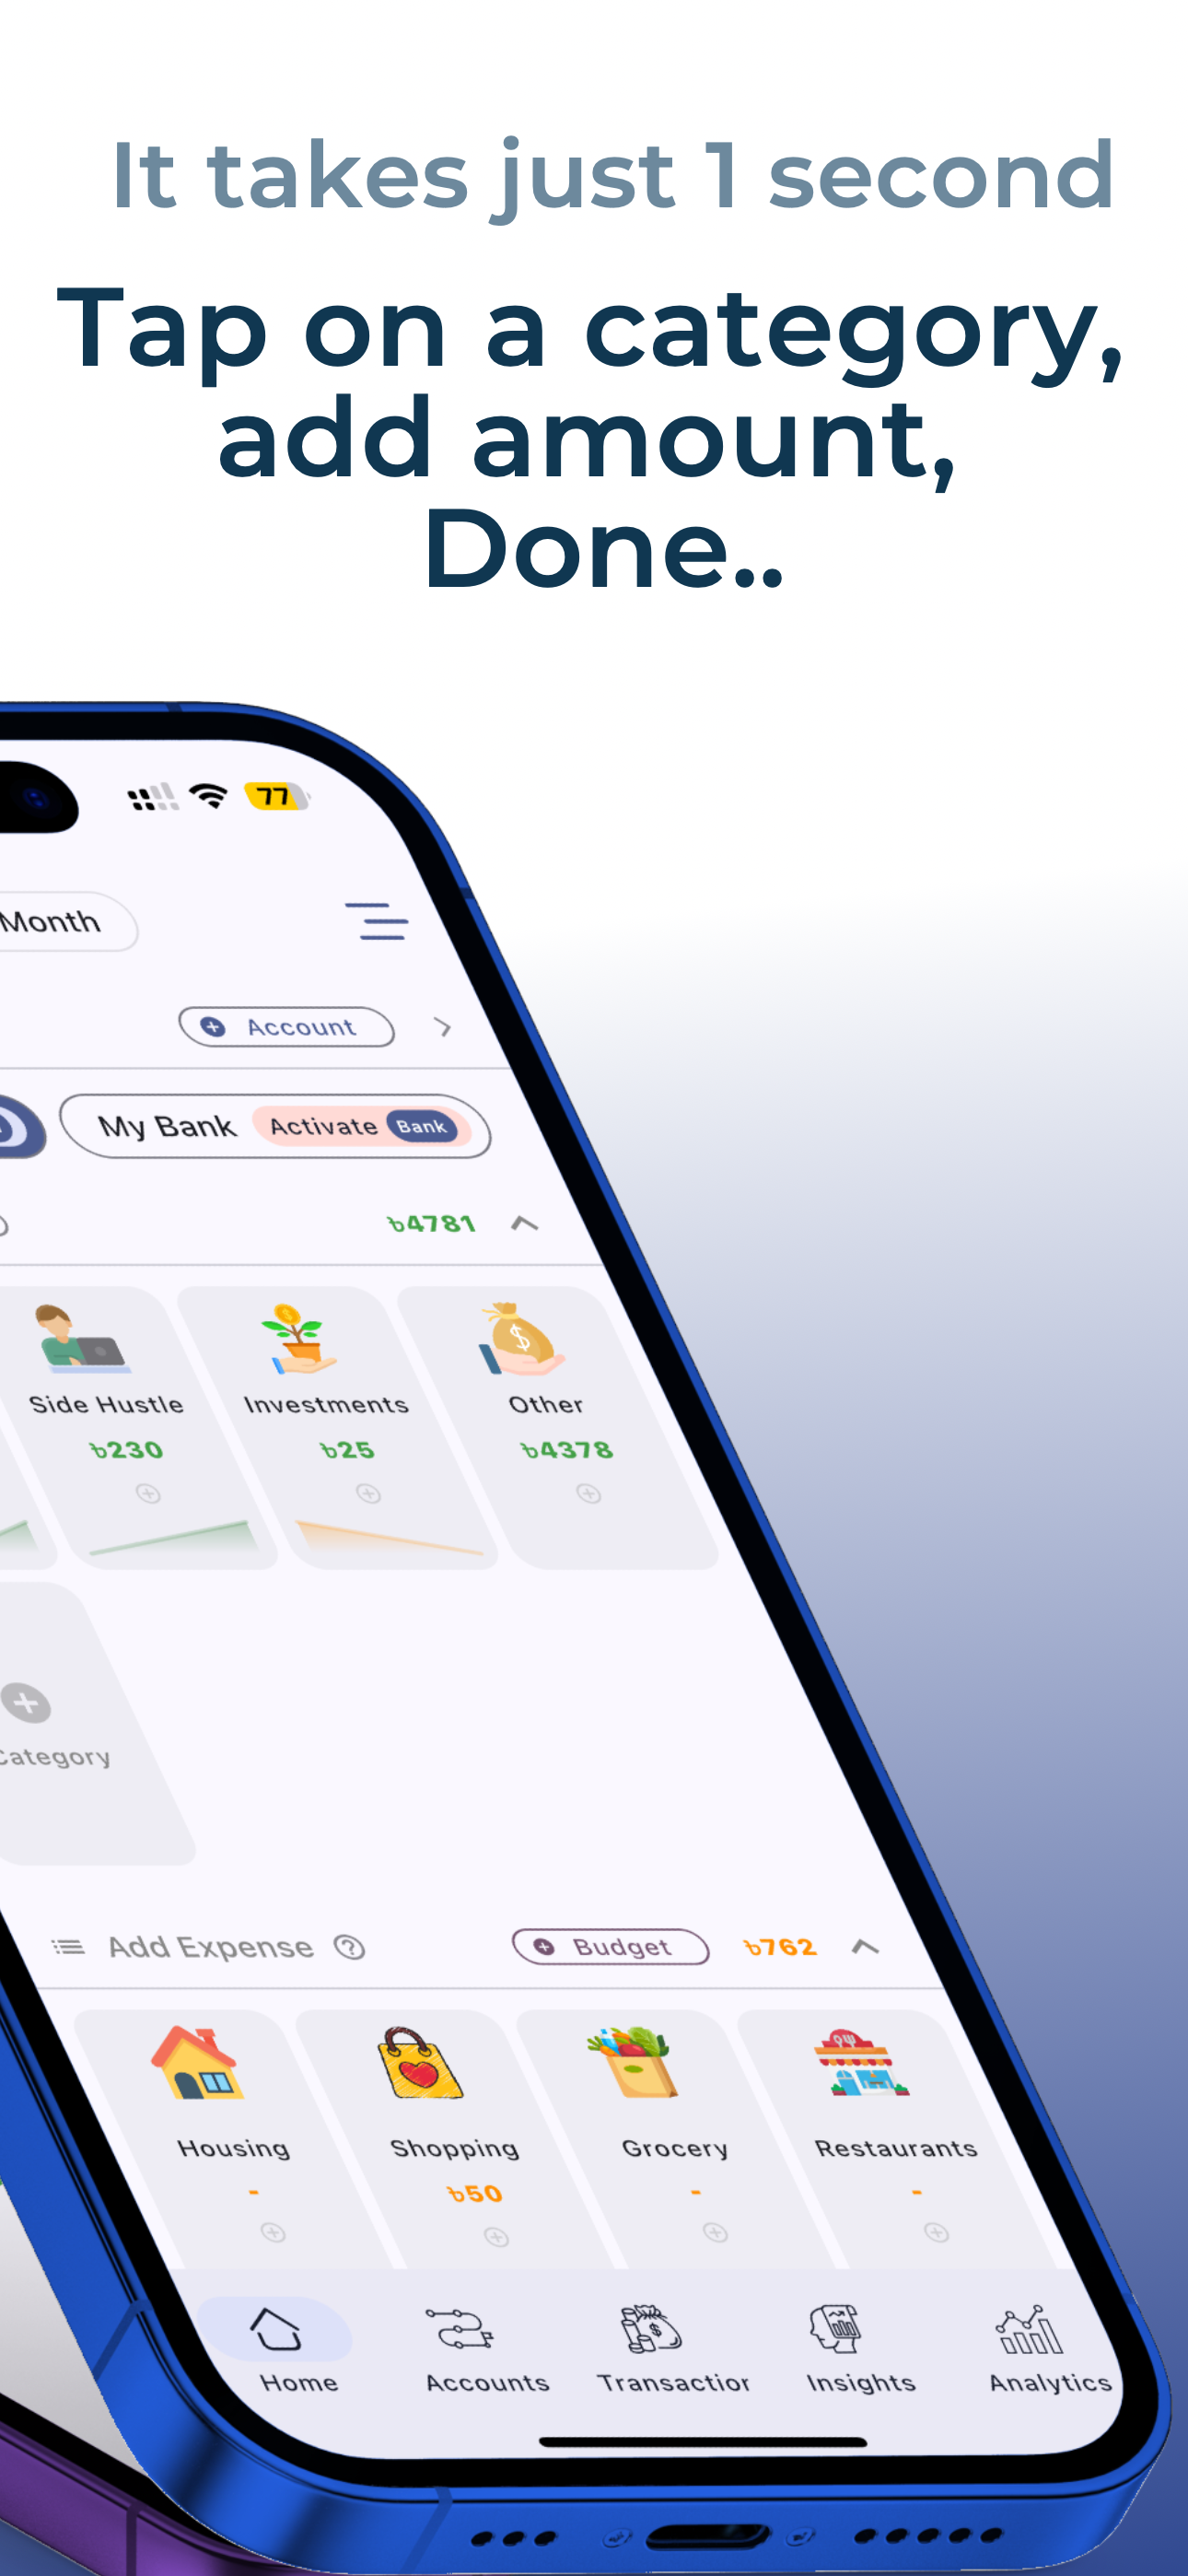 It takes just 1 second
Tap on a category,
add amount,
Done..
77
Month
Account
My Bank Activate Bank
৳4781
Side Hustle Investments Other
৳230 ৳25 ৳4378
Category
Add Expense ? Budget ৳762
Housing Shopping Grocery Restaurants
- ৳50 - -
Home Accounts Transactior Insights Analytics